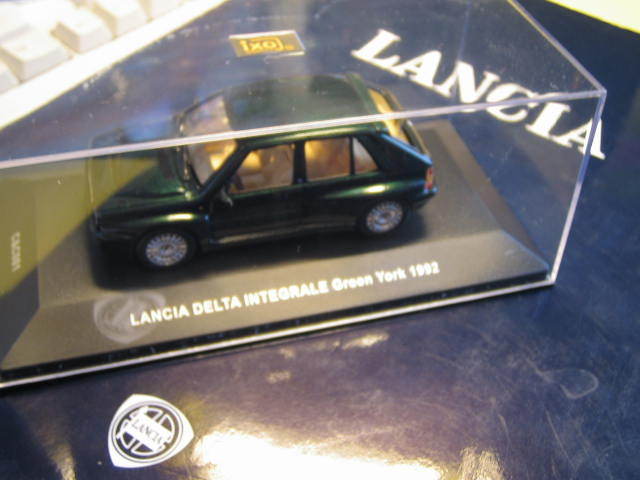 ixo
LANCIA
LANCIA DELTA INTEGRALE Green York 1992
LANCIA